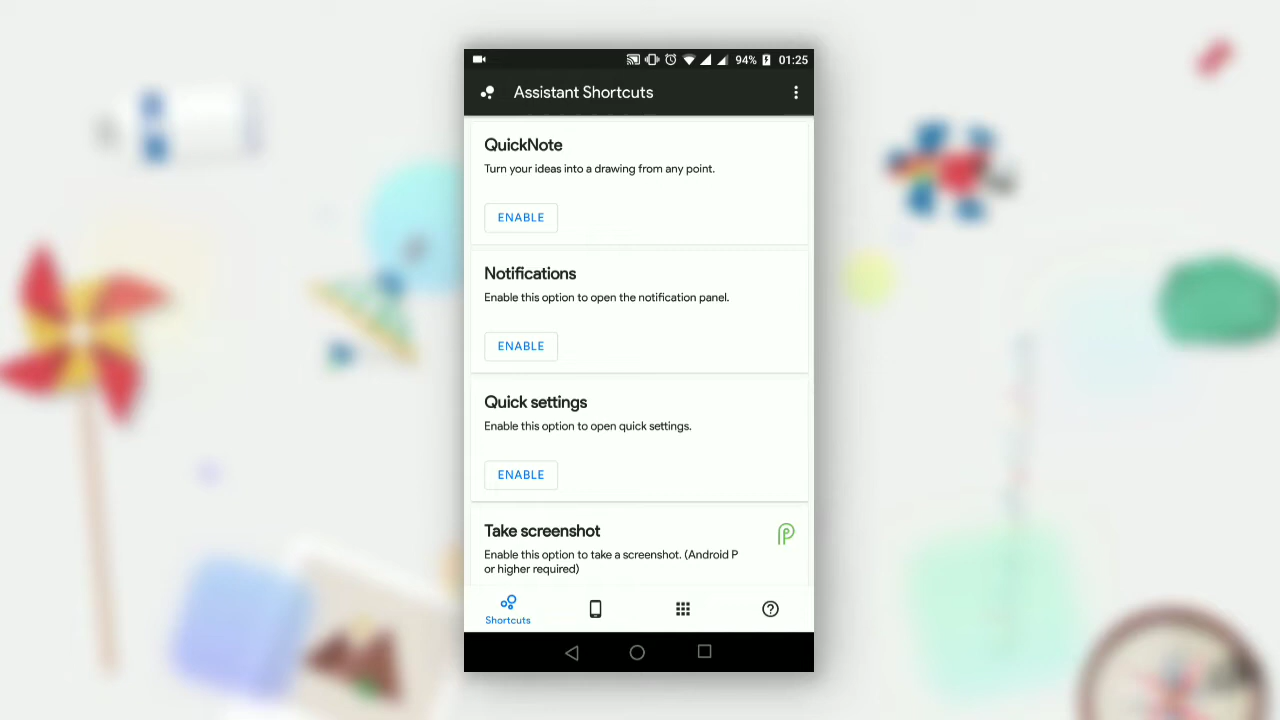 94% 01:25
Assistant Shortcuts
QuickNote
Turn your ideas into a drawing from any point.
ENABLE
Notifications
Enable this option to open the notification panel.
ENABLE
Quick settings
Enable this option to open quick settings.
ENABLE
Take screenshot
Enable this option to take a screenshot. (Android P
or higher required)
Shortcuts